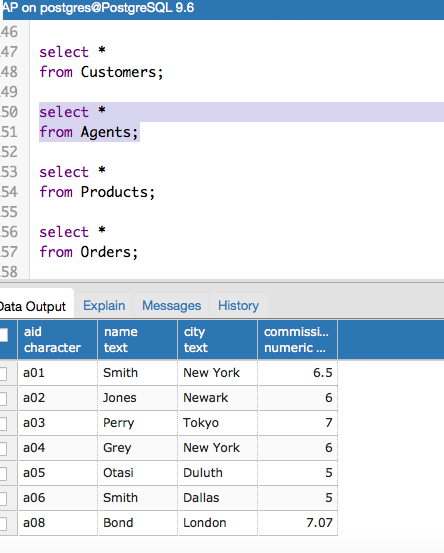 AP on postgres@PostgreSQL 9.6
46
47 select *
48 from Customers;
49
50 select *
51 from Agents;
52
53 select *
54 from Products;
55
56 select *
57 from Orders;
58
Data Output Explain Messages History
aid name city commissi...
character text text numeric ...
a01 Smith New York 6.5
a02 Jones Newark 6
a03 Perry Tokyo 7
a04 Grey New York 6
a05 Otasi Duluth 5
a06 Smith Dallas 5
a08 Bond London 7.07